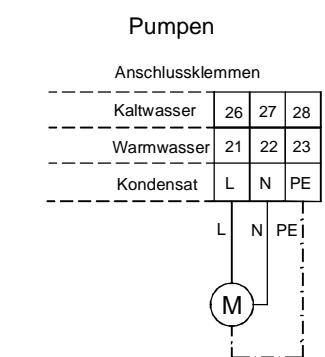 Pumpen
Anschlussklemmen
Kaltwasser 26 27 28
Warmwasser 21 22 23
Kondensat L N PE
L N PE
M